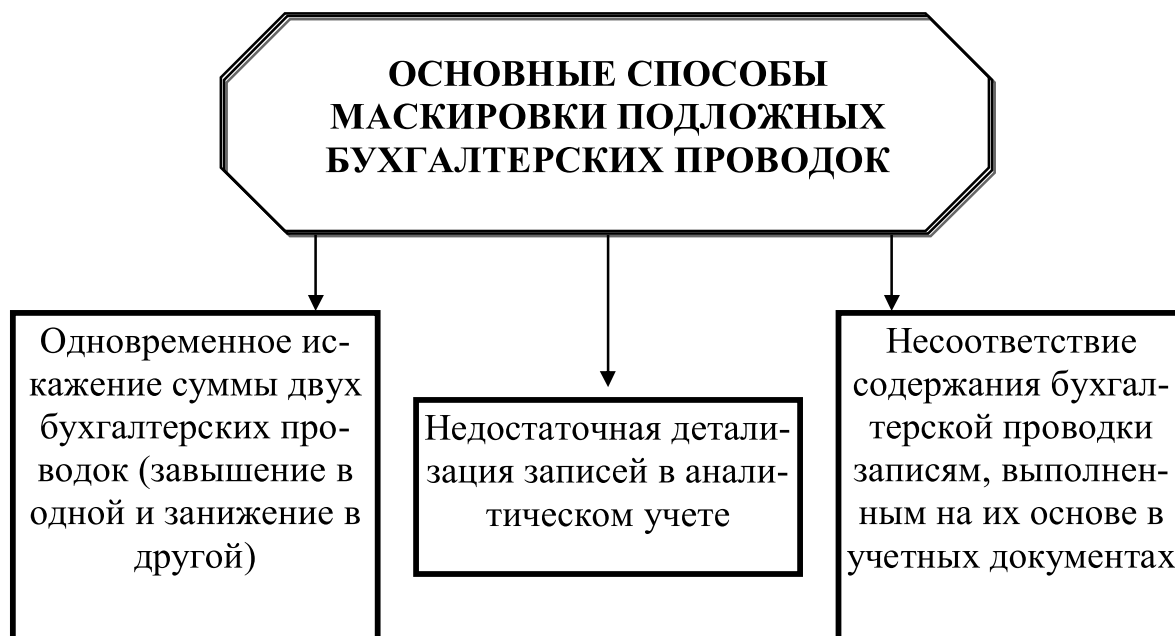 ОСНОВНЫЕ СПОСОБЫ
МАСКИРОВКИ ПОДЛОЖНЫХ
БУХГАЛТЕРСКИХ ПРОВОДОК
Одновременное ис-
кажение суммы двух
бухгалтерских про-
водок (завышение в
одной и занижение в
другой)
Недостаточная детали-
зация записей в анали-
тическом учете
Несоответствие
содержания бухгал-
терской проводки
записям, выполнен-
ным на их основе в
учетных документах